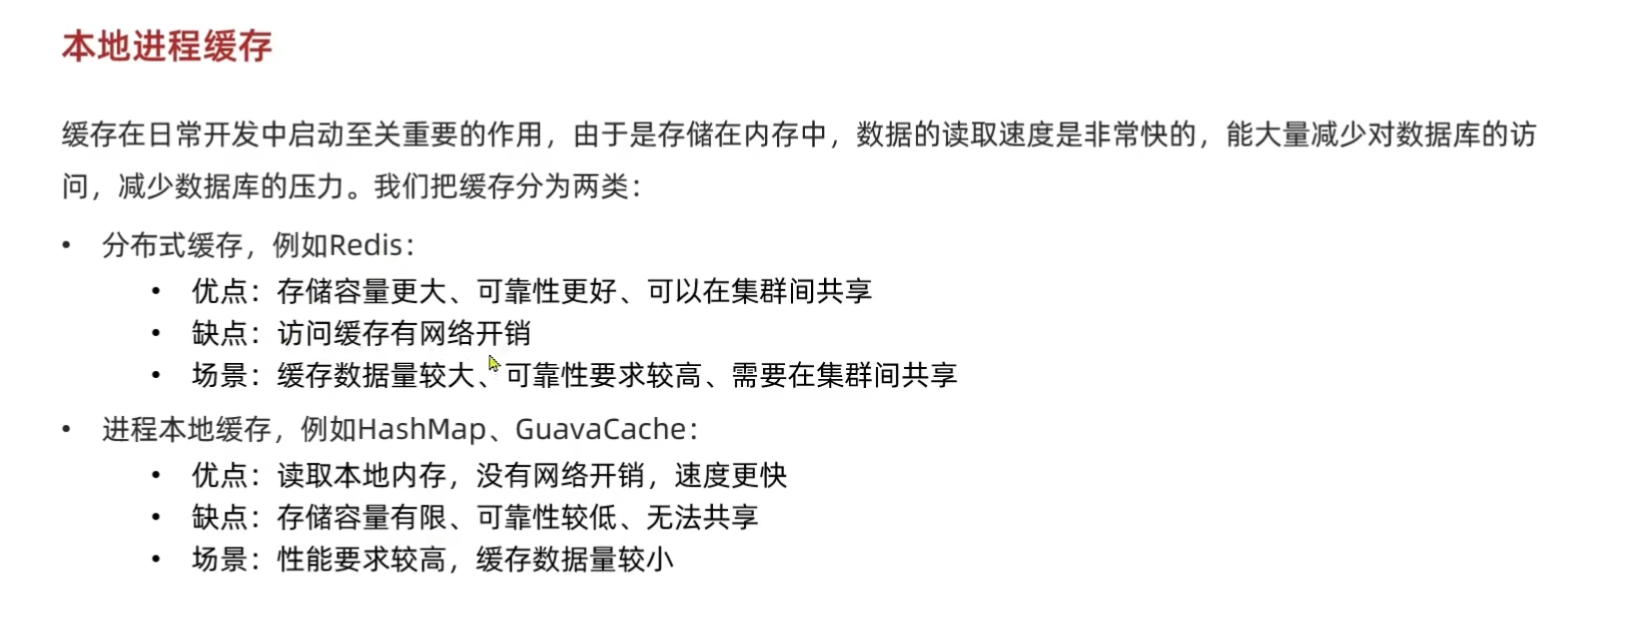 本地进程缓存
缓存在日常开发中启动至关重要的作用，由于是存储在内存中，数据的读取速度是非常快的，能大量减少对数据库的访
问，减少数据库的压力。我们把缓存分为两类：
• 分布式缓存，例如Redis：
• 优点：存储容量更大、可靠性更好、可以在集群间共享
• 缺点：访问缓存有网络开销
• 场景：缓存数据量较大、可靠性要求较高、需要在集群间共享
• 进程本地缓存，例如HashMap、GuavaCache：
• 优点：读取本地内存，没有网络开销，速度更快
• 缺点：存储容量有限、可靠性较低、无法共享
• 场景：性能要求较高，缓存数据量较小